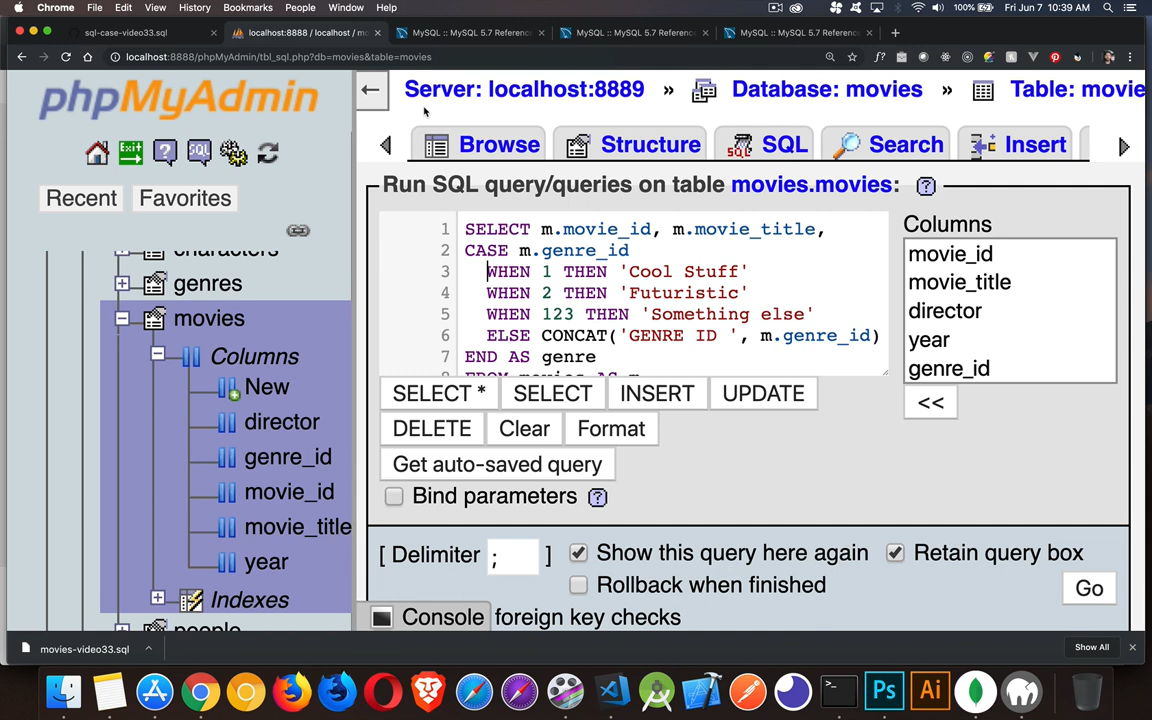 Chrome File Edit View History Bookmarks People Window Help 100% Fri Jun 7 10:39 AM
sql-case-video33.sql × localhost:8888 / localhost / mo × MySQL :: MySQL 5.7 Referenc × MySQL :: MySQL 5.7 Referenc × MySQL :: MySQL 5.7 Referenc × +
localhost:8888/phpMyAdmin/tbl_sql.php?db=movies&table=movies
phpMyAdmin
Server: localhost:8889 » Database: movies » Table: movie
Browse Structure SQL Search Insert
Recent Favorites
characters
genres
movies
Columns
New
director
genre_id
movie_id
movie_title
year
Indexes
people
Run SQL query/queries on table movies.movies:
1 SELECT m.movie_id, m.movie_title,
2 CASE m.genre_id
3 WHEN 1 THEN 'Cool Stuff'
4 WHEN 2 THEN 'Futuristic'
5 WHEN 123 THEN 'Something else'
6 ELSE CONCAT('GENRE ID ', m.genre_id)
7 END AS genre
FROM movies AS m
Columns
movie_id
movie_title
director
year
genre_id
<<
SELECT * SELECT INSERT UPDATE
DELETE Clear Format
Get auto-saved query
Bind parameters
[ Delimiter ; ] Show this query here again Retain query box
Rollback when finished
Go
Console foreign key checks
movies-video33.sql
Show All
Ps Ai